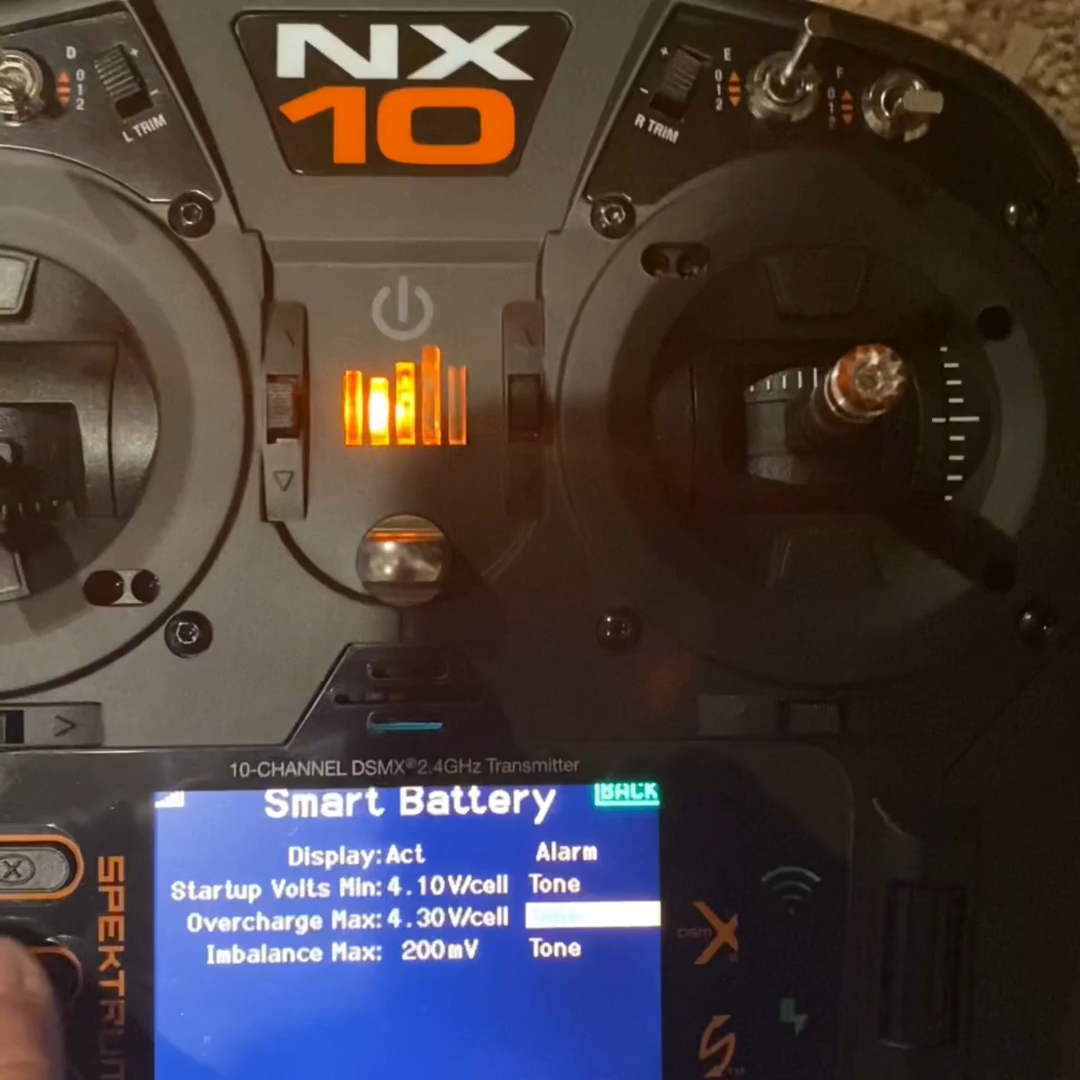 NX
10
D
0
1
2
L TRIM
R TRIM
E
0
1
2
F
0
1
2
10-CHANNEL DSMX® 2.4GHz Transmitter
Smart Battery
BACK
Display: Act Alarm
Startup Volts Min: 4.10V/cell Tone
Overcharge Max: 4.30V/cell
Imbalance Max: 200mV Tone
X
SPEKTRUM
DSMX